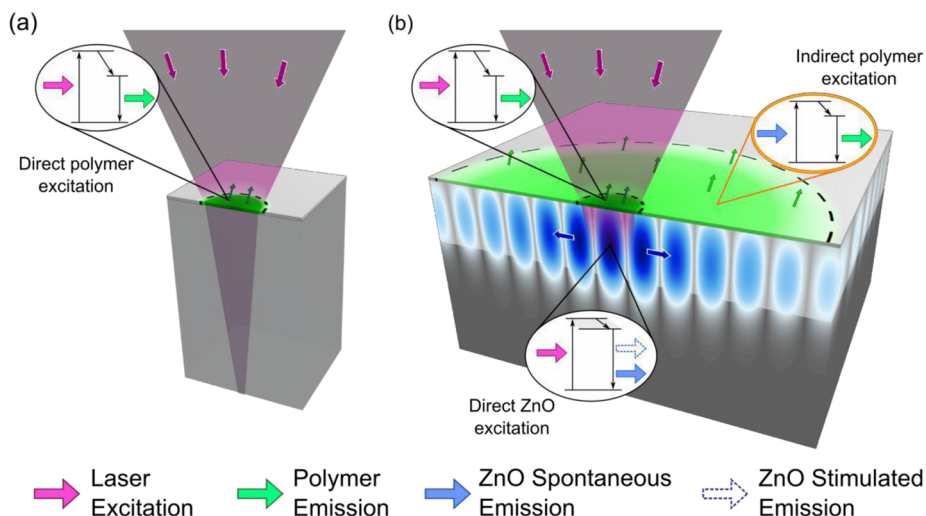 (a)
(b)
Indirect polymer
excitation
Direct polymer
excitation
Direct ZnO
excitation
Laser
Excitation
Polymer
Emission
ZnO Spontaneous
Emission
ZnO Stimulated
Emission